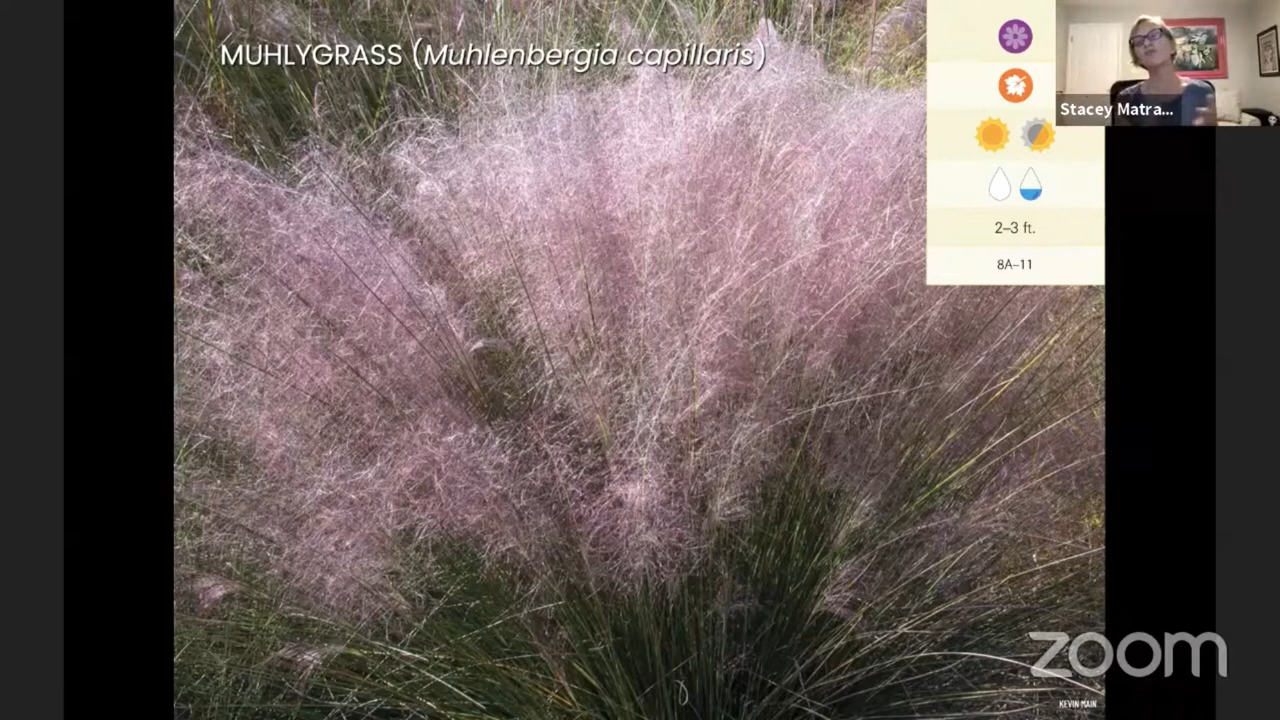 MUHLYGRASS (Muhlenbergia capillaris)
Stacey Matra...
2–3 ft.
8A–11
zoom
KEVIN MAIN